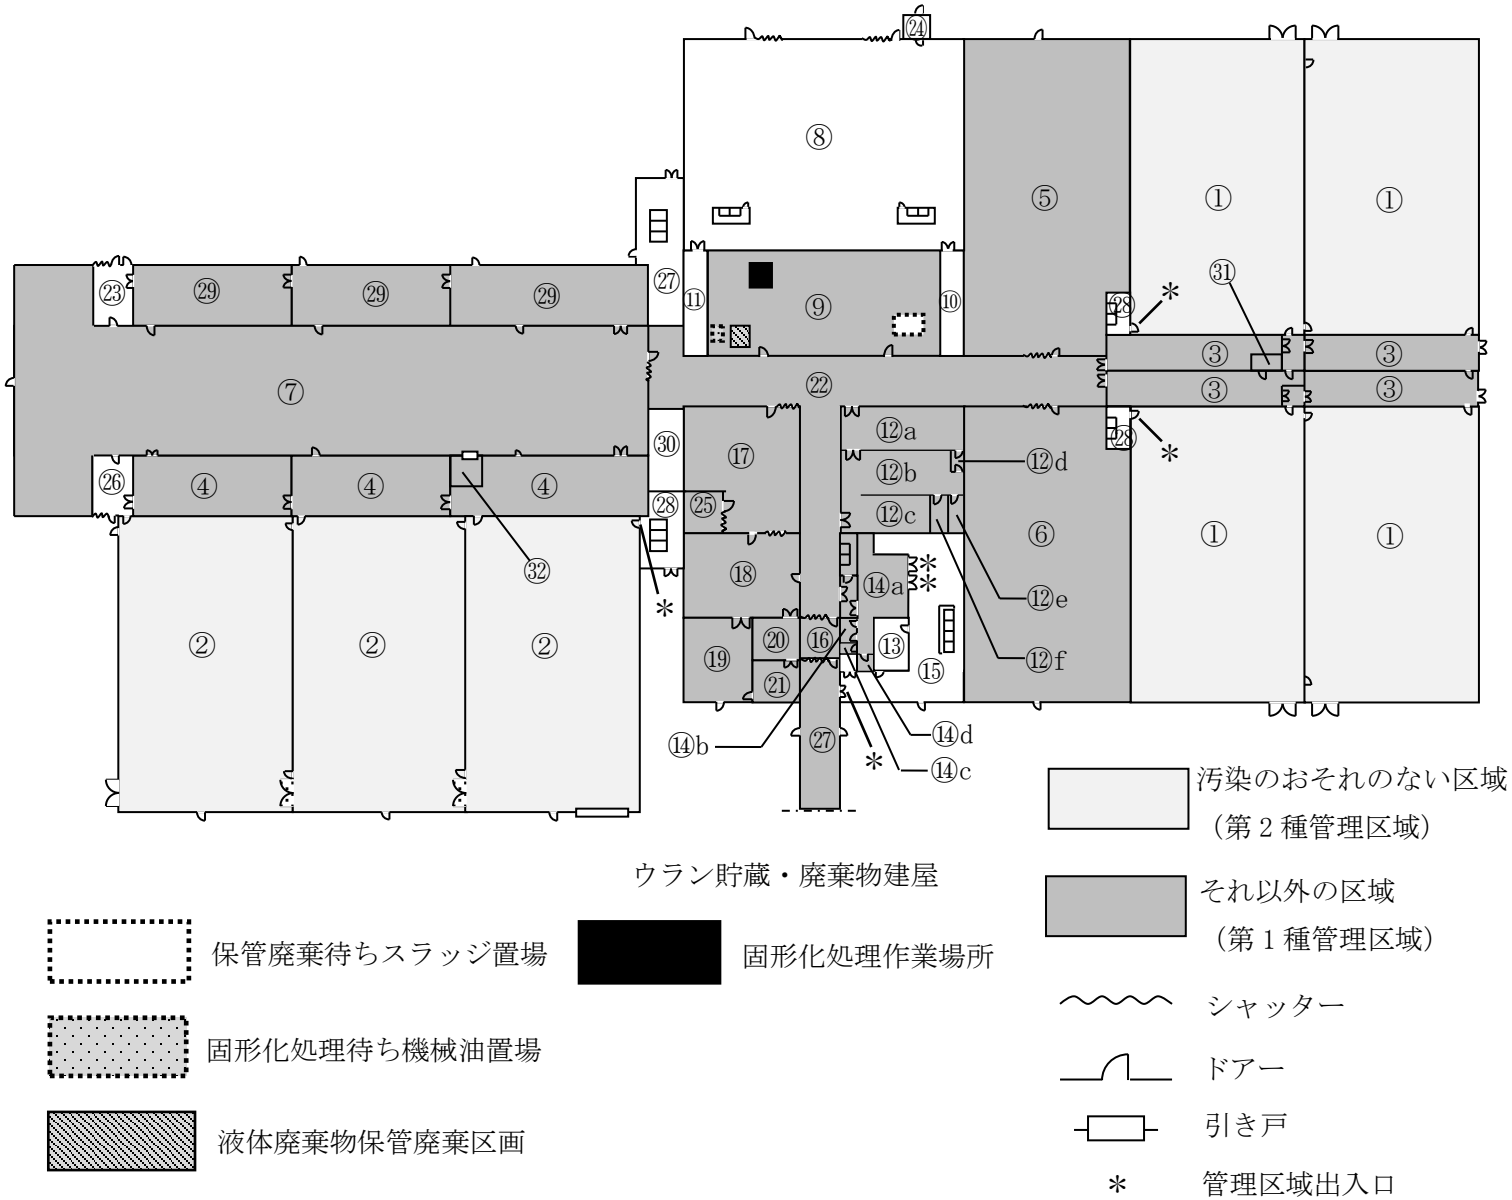 ㉔
⑧
⑤
①
①
㉗
㉛
*
㉓
㉙
㉙
㉙
⑪
⑨
⑩
㉘
③
③
⑦
㉒
③
③
㉚
⑰
⑫a
㉘
*
㉖
④
④
④
⑫b
⑫d
㉘
㉕
⑫c
⑥
①
①
㉜
⑱
⑭a
*
*
*
⑫e
②
②
②
⑲
⑳
⑯
⑬
⑮
⑫f
㉑
⑭b
㉗
*
⑭d
⑭c
汚染のおそれのない区域
（第２種管理区域）
ウラン貯蔵・廃棄物建屋
それ以外の区域
（第１種管理区域）
保管廃棄待ちスラッジ置場
固形化処理作業場所
シャッター
固形化処理待ち機械油置場
ドアー
引き戸
液体廃棄物保管廃棄区画
* 管理区域出入口